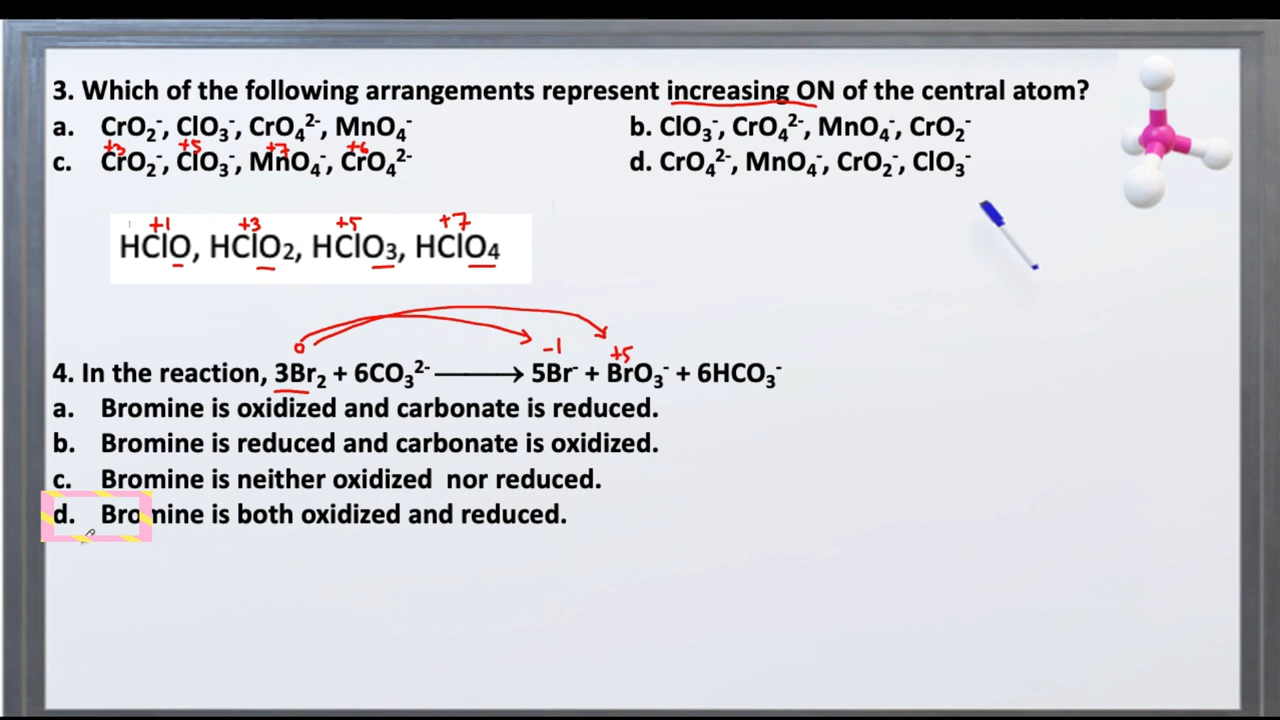 3. Which of the following arrangements represent increasing ON of the central atom?
a. CrO₂⁻, ClO₃⁻, CrO₄²⁻, MnO₄⁻ b. ClO₃⁻, CrO₄²⁻, MnO₄⁻, CrO₂⁻
+3 +5 +7 +6
c. CrO₂⁻, ClO₃⁻, MnO₄⁻, CrO₄²⁻ d. CrO₄²⁻, MnO₄⁻, CrO₂⁻, ClO₃⁻
+1 +3 +5 +7
HClO, HClO2, HClO3, HClO4
0 -1 +5
4. In the reaction, 3Br₂ + 6CO₃²⁻ ⟶ 5Br⁻ + BrO₃⁻ + 6HCO₃⁻
a. Bromine is oxidized and carbonate is reduced.
b. Bromine is reduced and carbonate is oxidized.
c. Bromine is neither oxidized nor reduced.
d. Bromine is both oxidized and reduced.